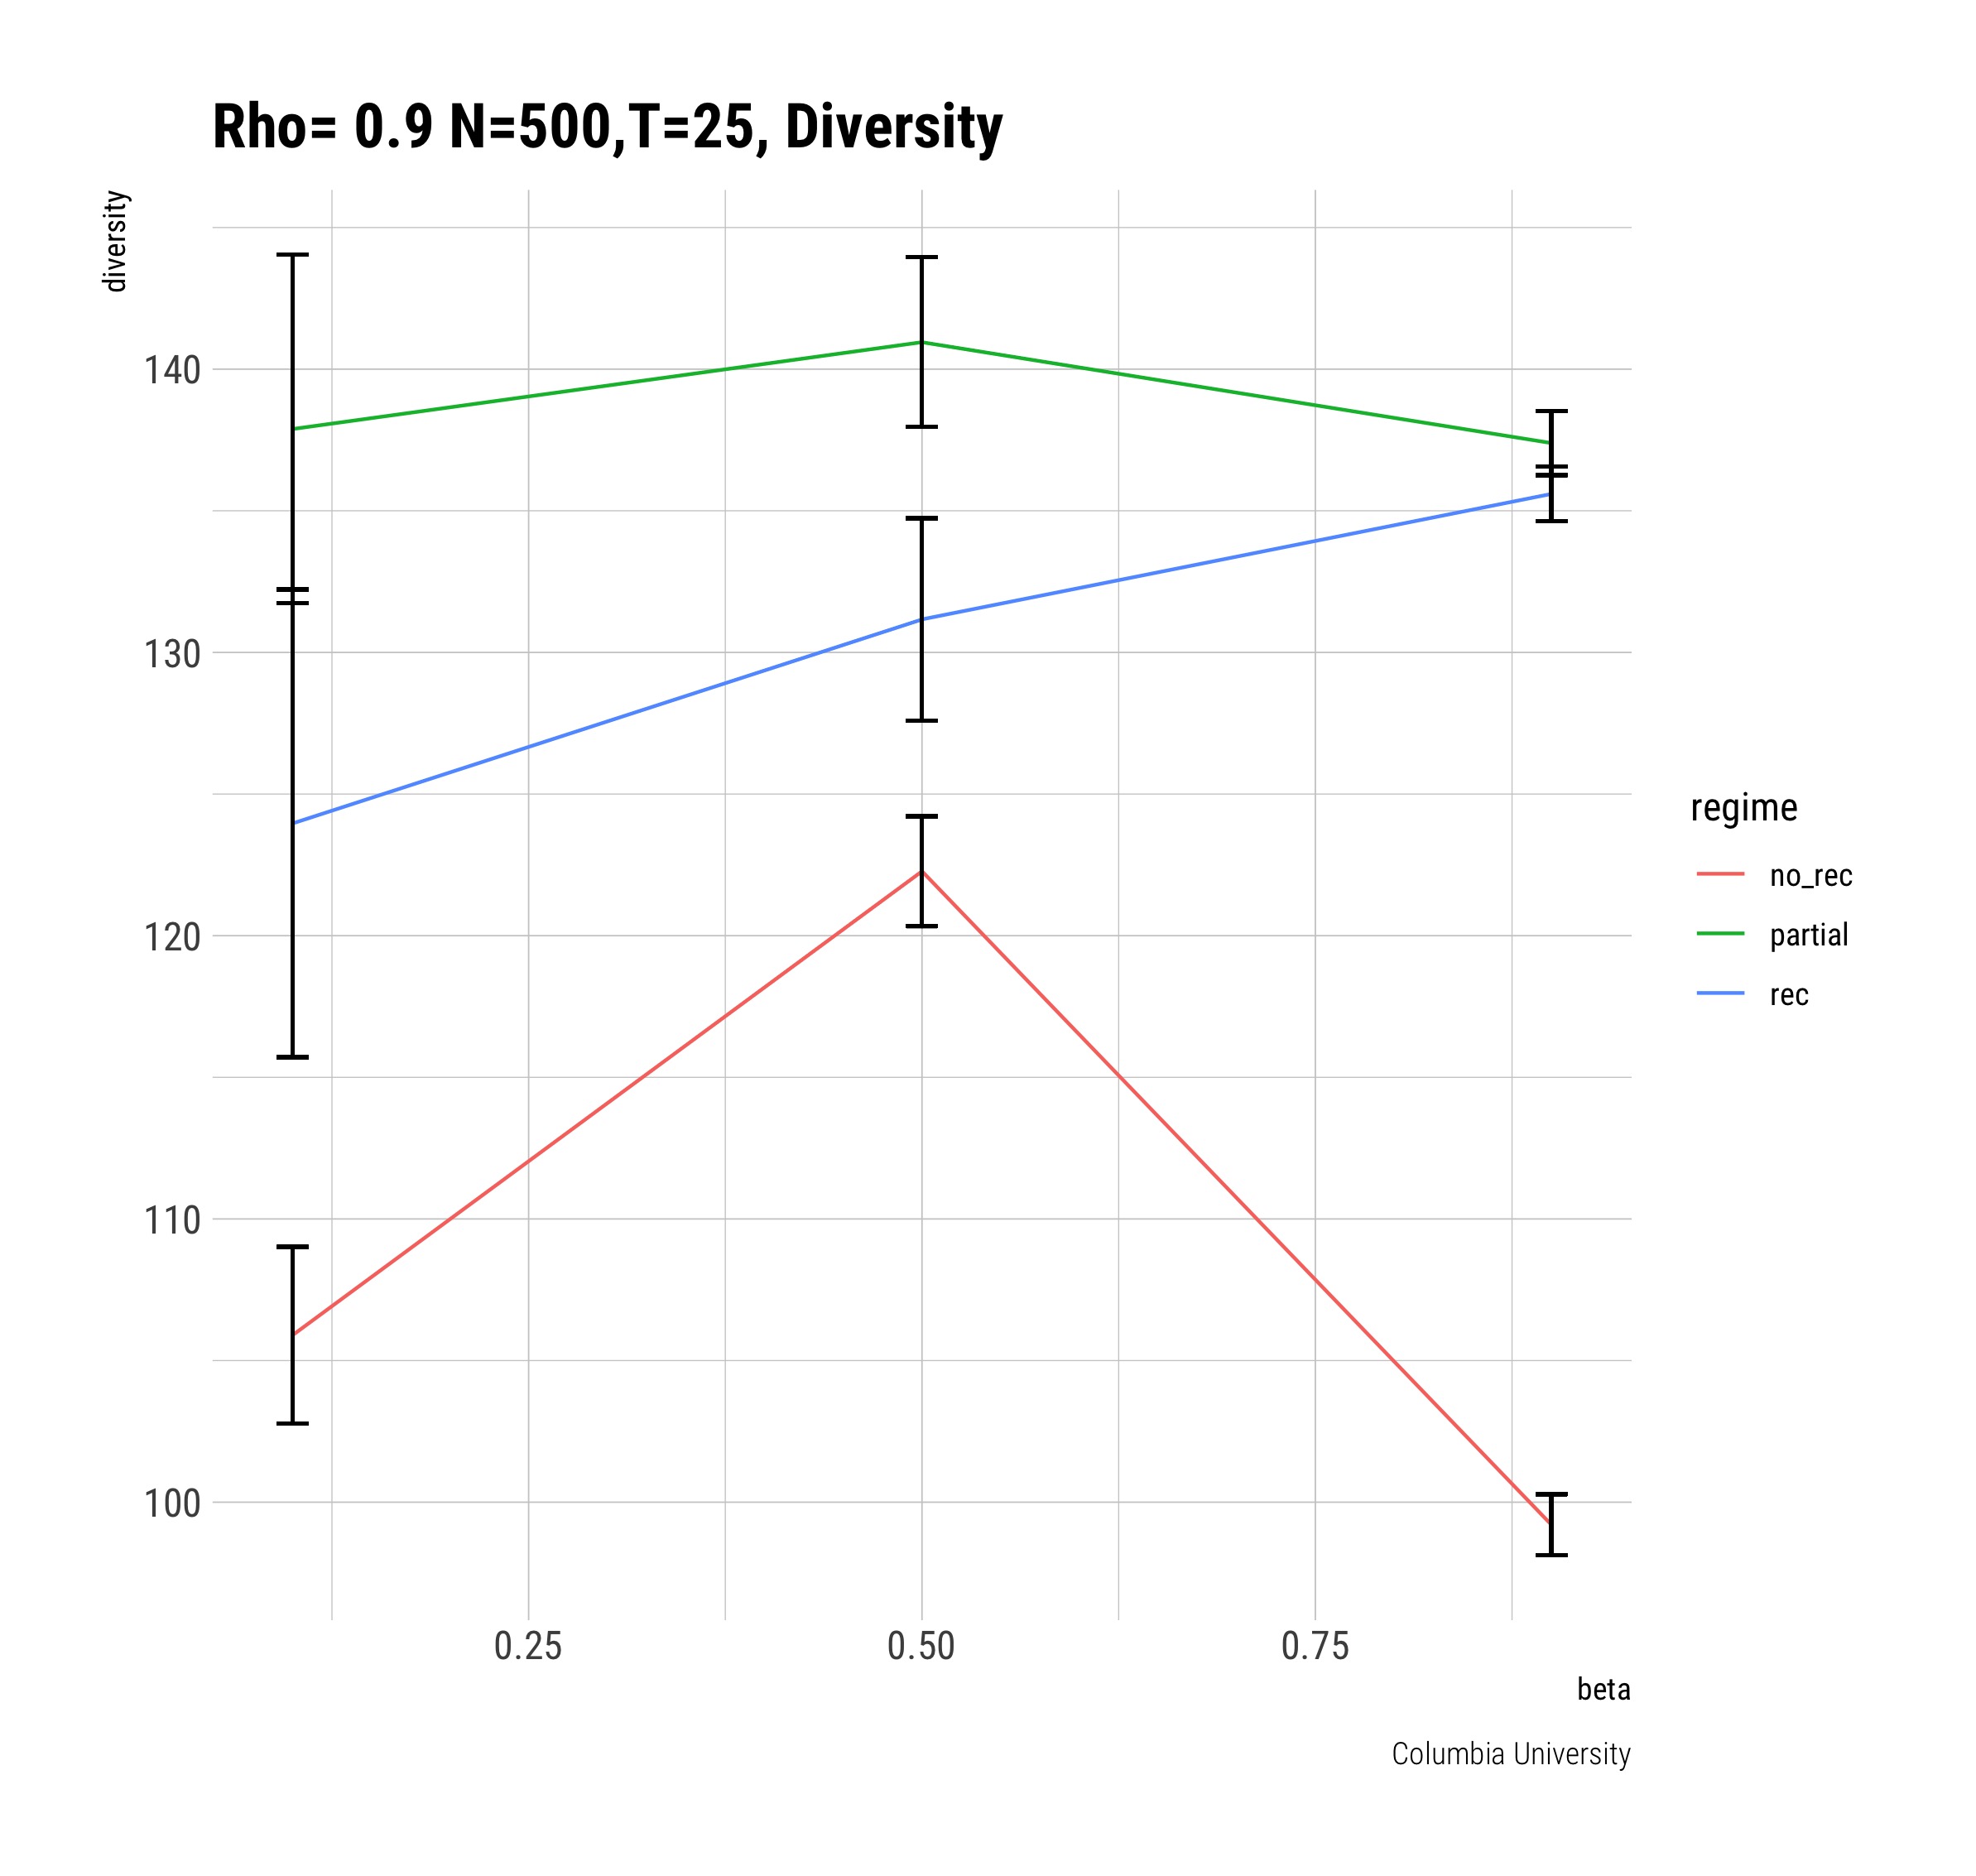 Rho= 0.9 N=500,T=25, Diversity
diversity
140
130
120
110
100
0.25 0.50 0.75
beta
regime
no_rec
partial
rec
Columbia University